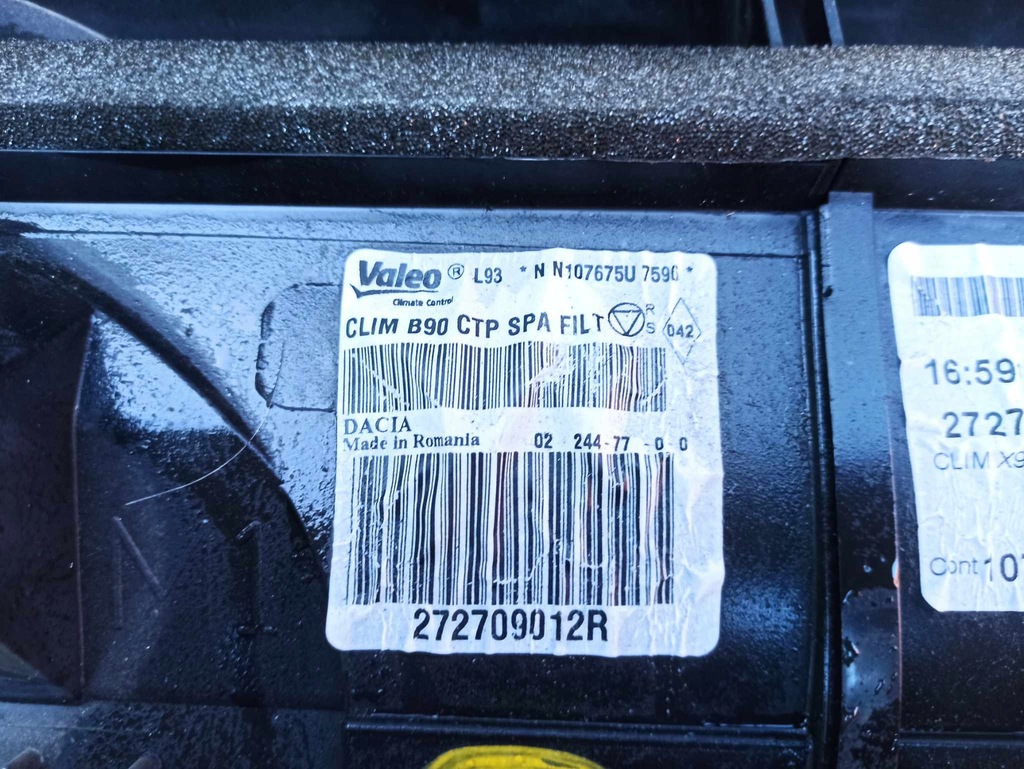 Valeo ® L93 * N N107675U 7590 *
Climate Control
CLIM B90 CTP SPA FILT R S 042
DACIA
Made in Romania 02 244-77 -0 0
272709012R
16:59
2727
CLIM X9
Cont 107